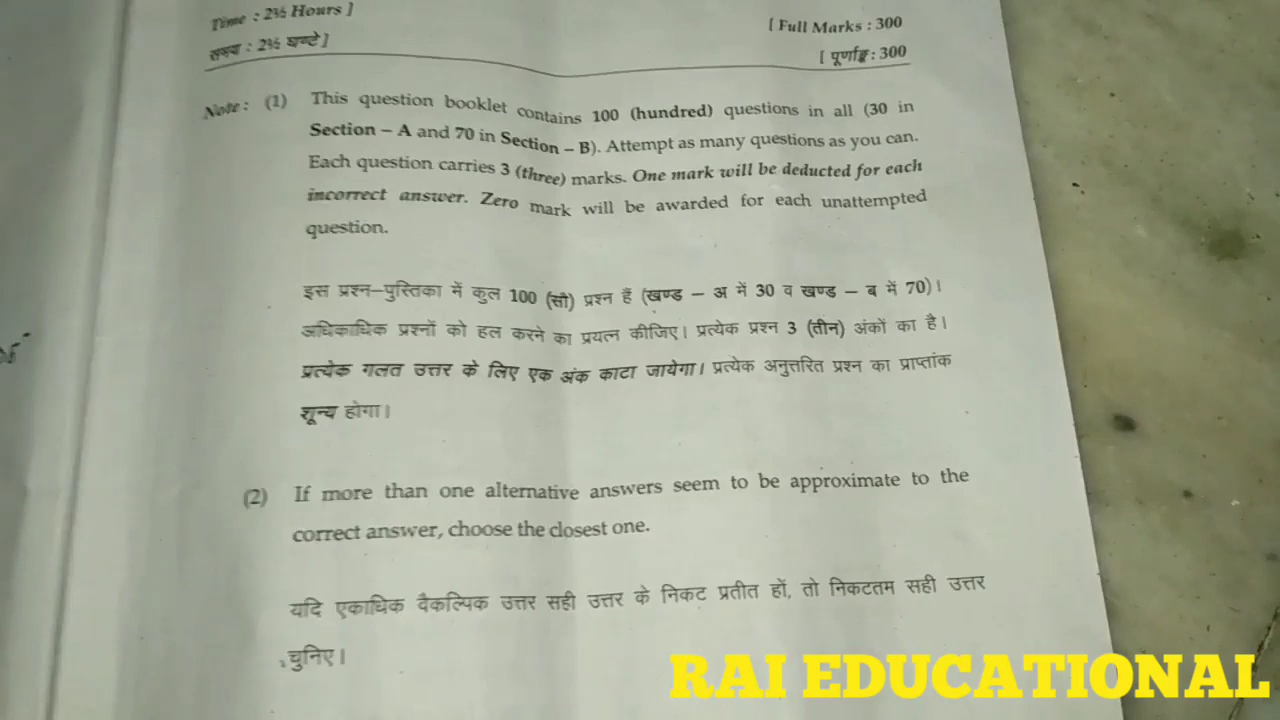 Time : 2½ Hours ]
[ Full Marks : 300
समय : 2½ घण्टे ]
[ पूर्णाङ्क : 300
Note : (1) This question booklet contains 100 (hundred) questions in all (30 in
Section – A and 70 in Section – B). Attempt as many questions as you can.
Each question carries 3 (three) marks. One mark will be deducted for each
incorrect answer. Zero mark will be awarded for each unattempted
question.
इस प्रश्न–पुस्तिका में कुल 100 (सौ) प्रश्न हैं (खण्ड – अ में 30 व खण्ड – ब में 70)।
अधिकाधिक प्रश्नों को हल करने का प्रयत्न कीजिए। प्रत्येक प्रश्न 3 (तीन) अंकों का है।
प्रत्येक गलत उत्तर के लिए एक अंक काटा जायेगा। प्रत्येक अनुत्तरित प्रश्न का प्राप्तांक
शून्य होगा।
(2) If more than one alternative answers seem to be approximate to the
correct answer, choose the closest one.
यदि एकाधिक वैकल्पिक उत्तर सही उत्तर के निकट प्रतीत हों, तो निकटतम सही उत्तर
चुनिए।
RAI EDUCATIONAL